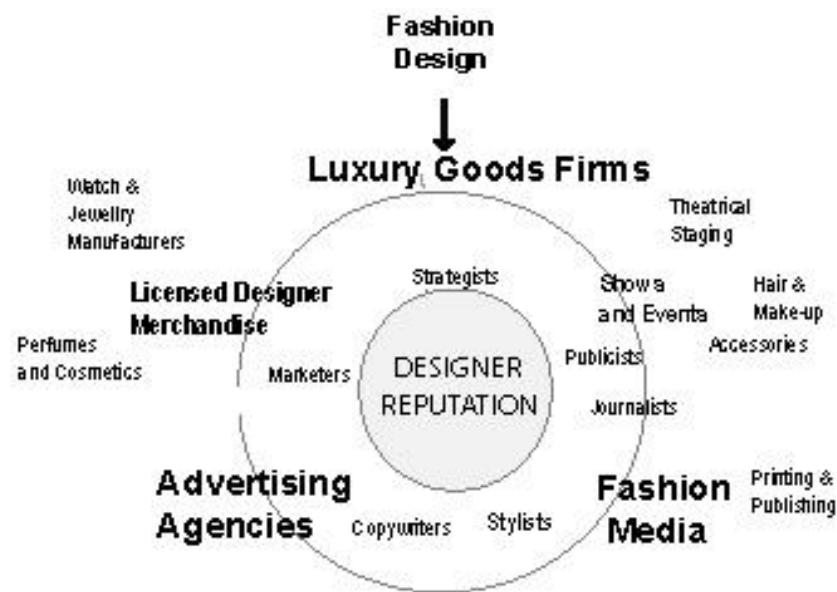 Fashion
Design
Luxury Goods Firms
Watch &
Jewellry
Manufacturers
Theatrical
Staging
Strategists
Licensed Designer
Merchandise
Shows
and Eventa
Hair &
Make-up
Perfumes
and Cosmetics
Marketers
DESIGNER
REPUTATION
Publicists
Accessories
Journalists
Advertising
Agencies
Copywriters
Stylists
Fashion
Media
Printing &
Publishing